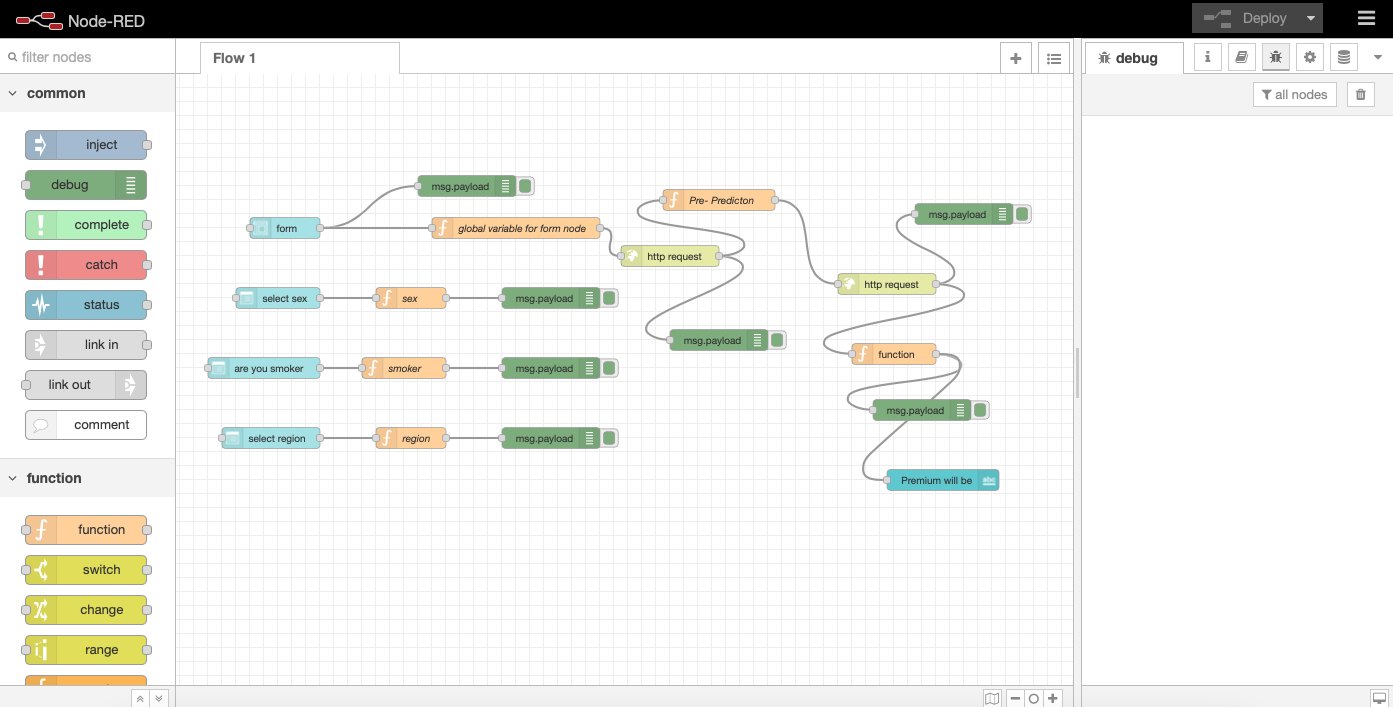 Node-RED
Deploy
filter nodes
Flow 1
debug
i
all nodes
common
inject
debug
complete
catch
status
link in
link out
comment
function
function
switch
change
range
msg.payload
form
global variable for form node
http request
Pre- Predicton
msg.payload
http request
select sex
sex
msg.payload
msg.payload
are you smoker
smoker
msg.payload
function
msg.payload
select region
region
msg.payload
Premium will be